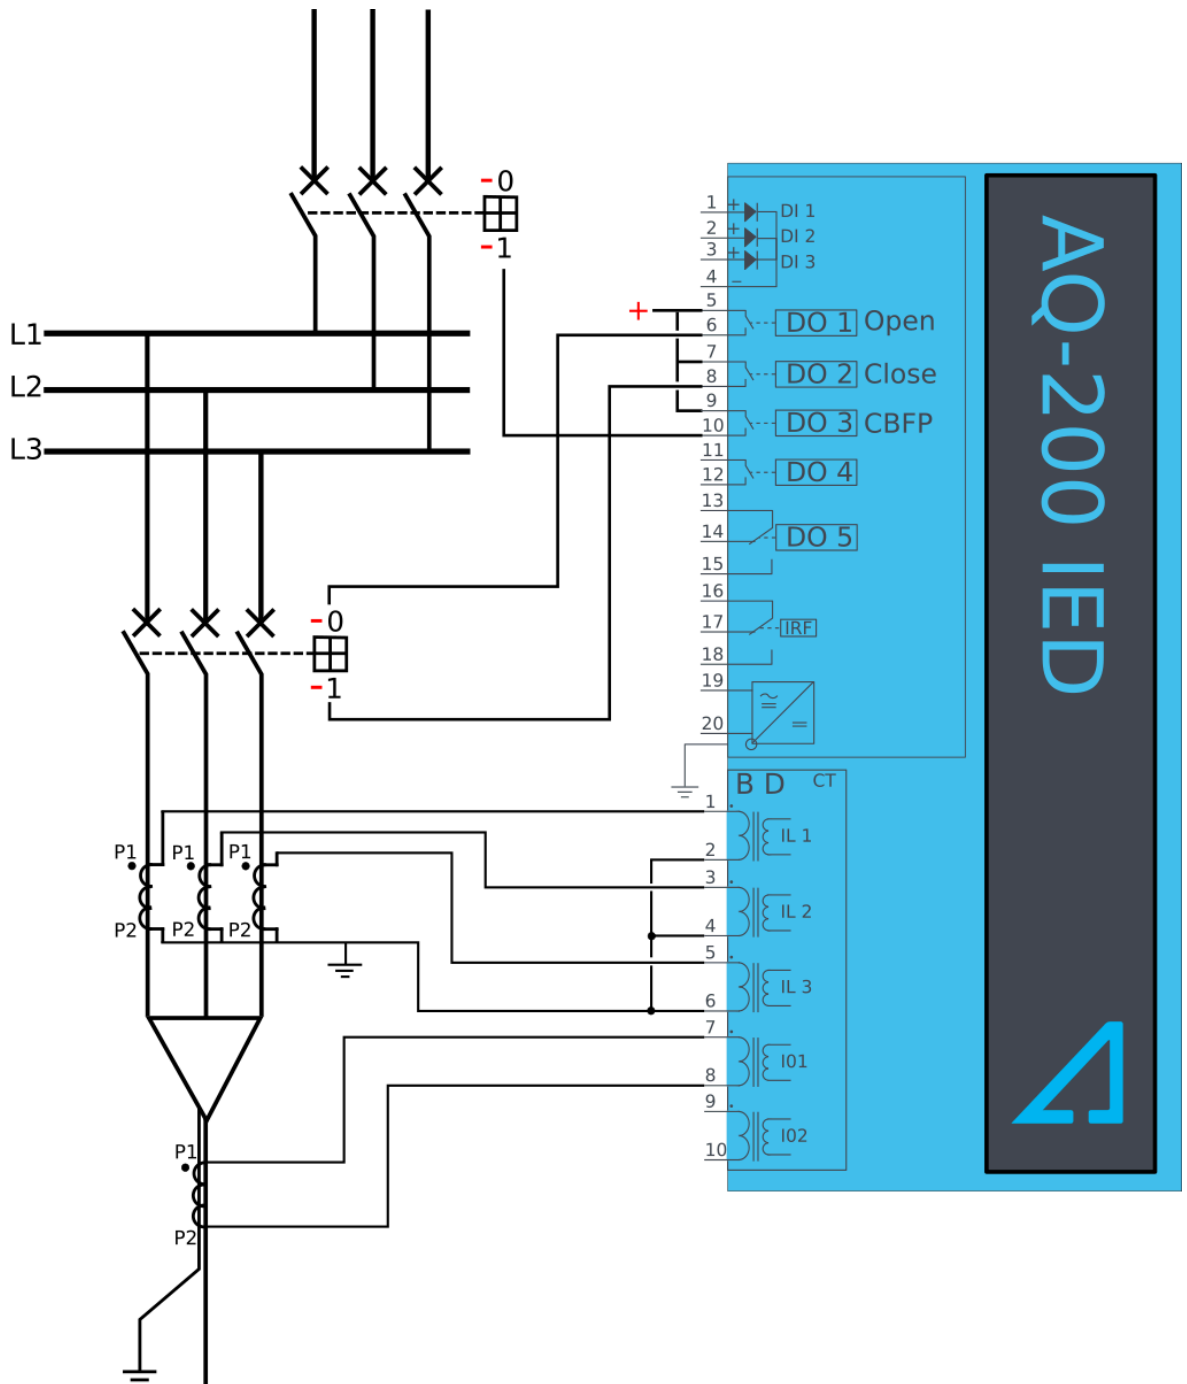 -0
-1
L1
L2
L3
-0
-1
P1 P1 P1
P2 P2 P2
P1
P2
+
1 + DI 1
2 + DI 2
3 + DI 3
4 −
5
6 DO 1 Open
7
8 DO 2 Close
9
10 DO 3 CBFP
11
12 DO 4
13
14 DO 5
15
16
17 IRF
18
19
20
B D CT
1
IL 1
2
3
IL 2
4
5
IL 3
6
7
I01
8
9
I02
10
AQ-200 IED